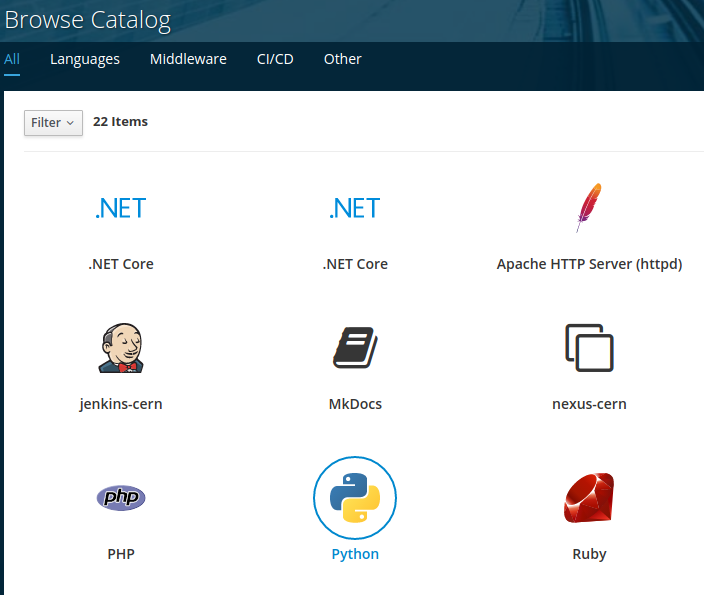 Browse Catalog
All Languages Middleware CI/CD Other
Filter 22 Items
.NET .NET
.NET Core .NET Core Apache HTTP Server (httpd)
jenkins-cern MkDocs nexus-cern
php
PHP Python Ruby